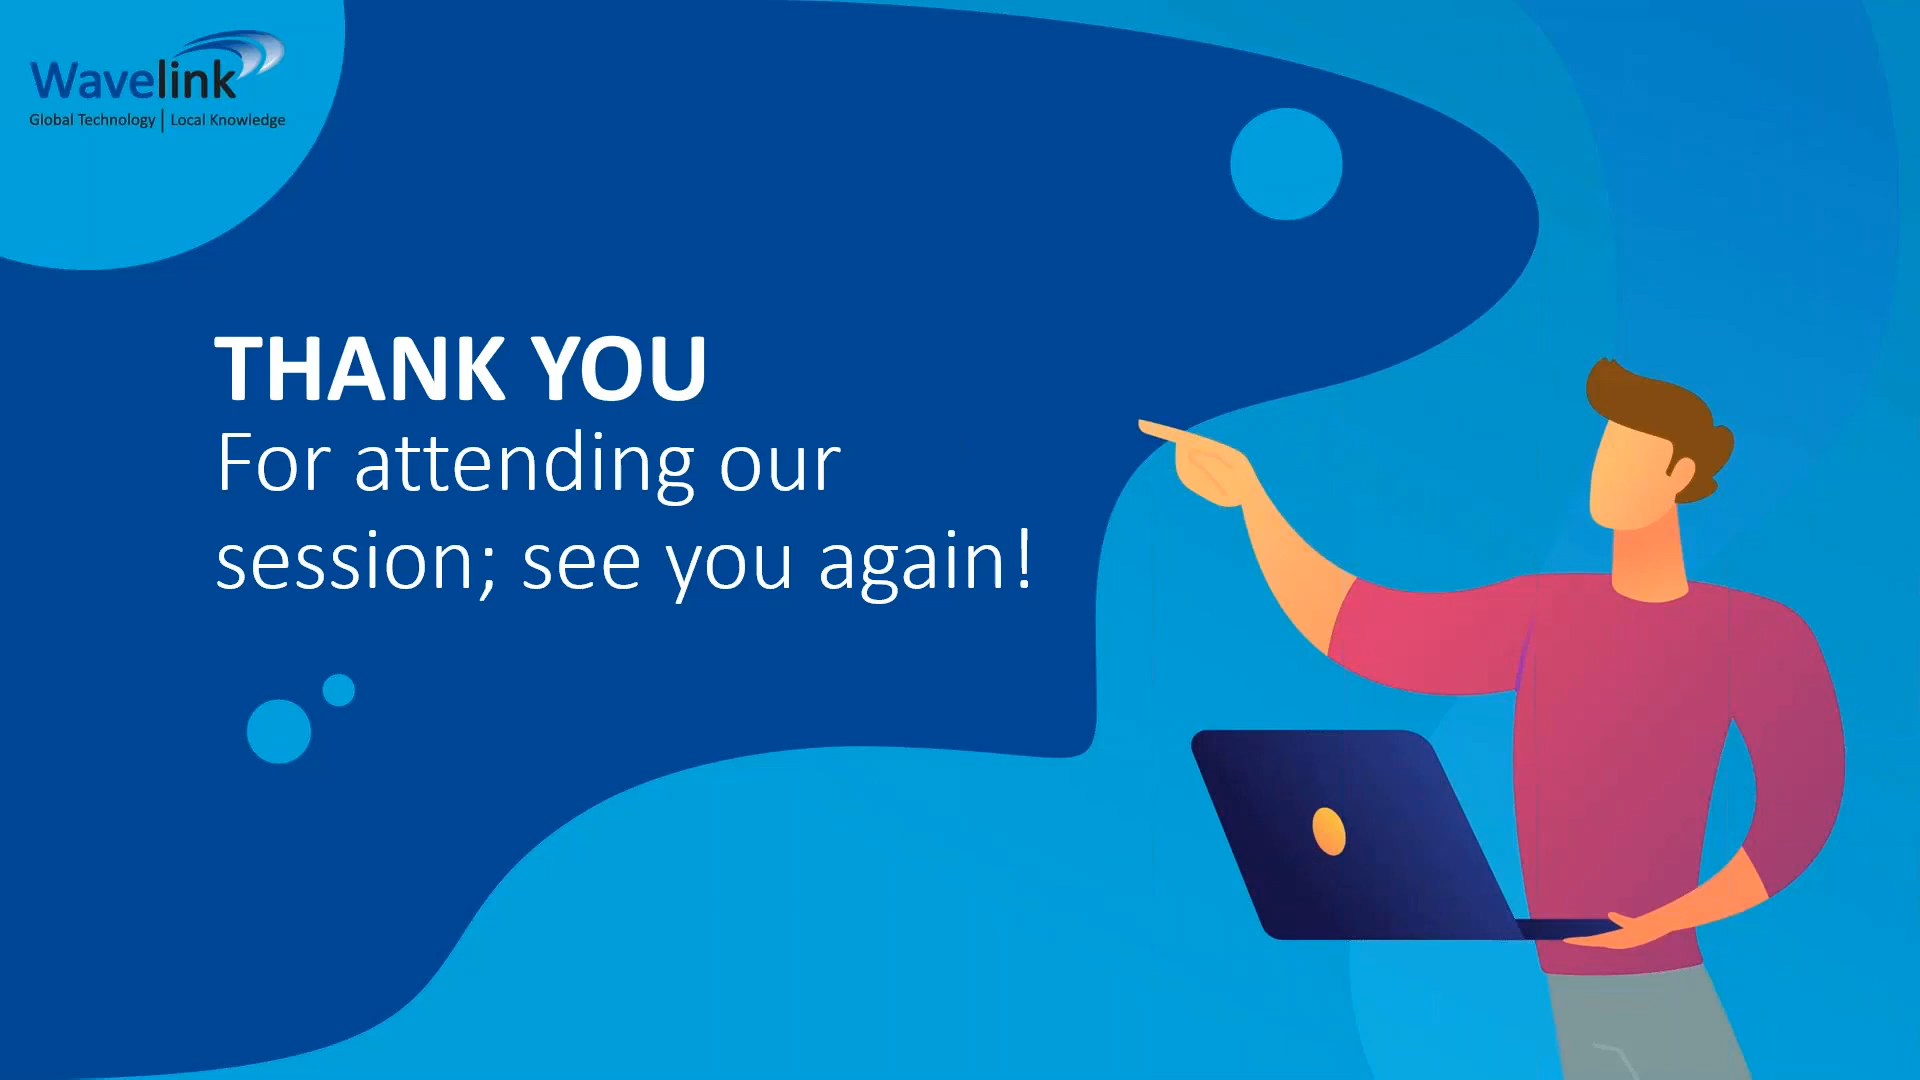 Wavelink
Global Technology | Local Knowledge
THANK YOU
For attending our
session; see you again!